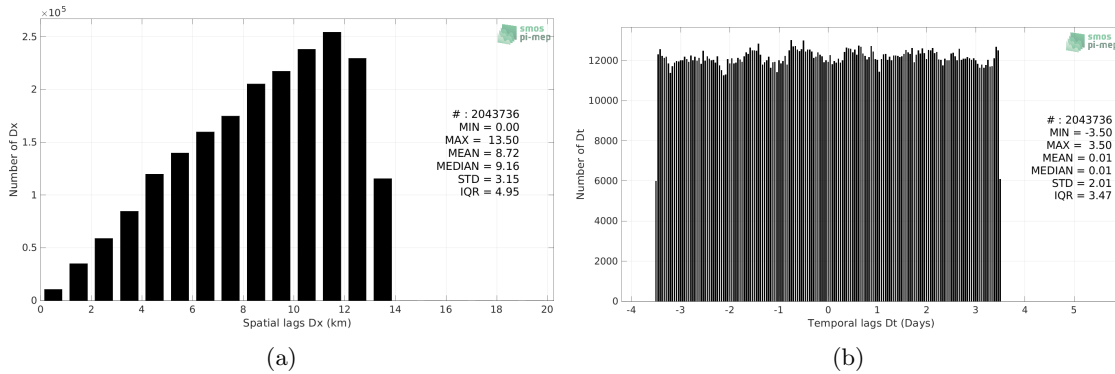 ×10⁵
2.5
2
1.5
1
0.5
0
Number of Dx
0 2 4 6 8 10 12 14 16 18 20
Spatial lags Dx (km)
smos
pi-mep
# : 2043736
MIN = 0.00
MAX = 13.50
MEAN = 8.72
MEDIAN = 9.16
STD = 3.15
IQR = 4.95
(a)
12000
10000
8000
6000
4000
2000
0
Number of Dt
-4 -3 -2 -1 0 1 2 3 4 5
Temporal lags Dt (Days)
smos
pi-mep
# : 2043736
MIN = -3.50
MAX = 3.50
MEAN = 0.01
MEDIAN = 0.01
STD = 2.01
IQR = 3.47
(b)